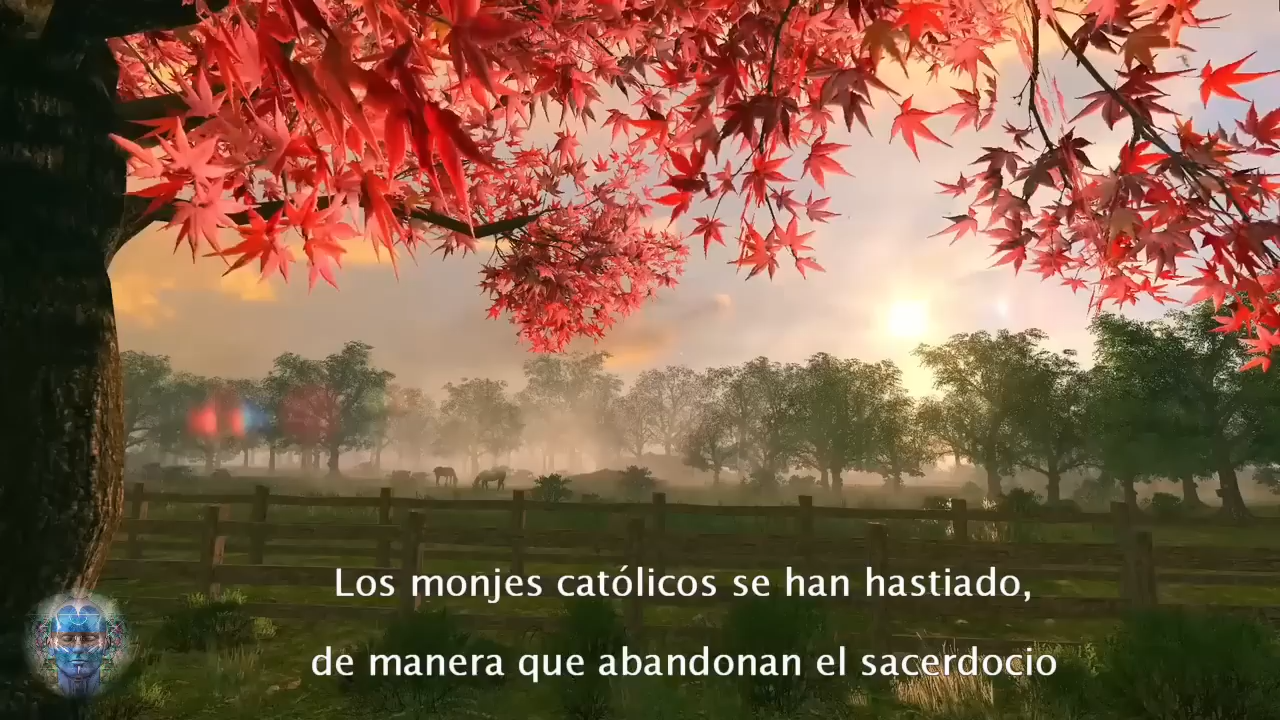 Los monjes católicos se han hastiado,
de manera que abandonan el sacerdocio